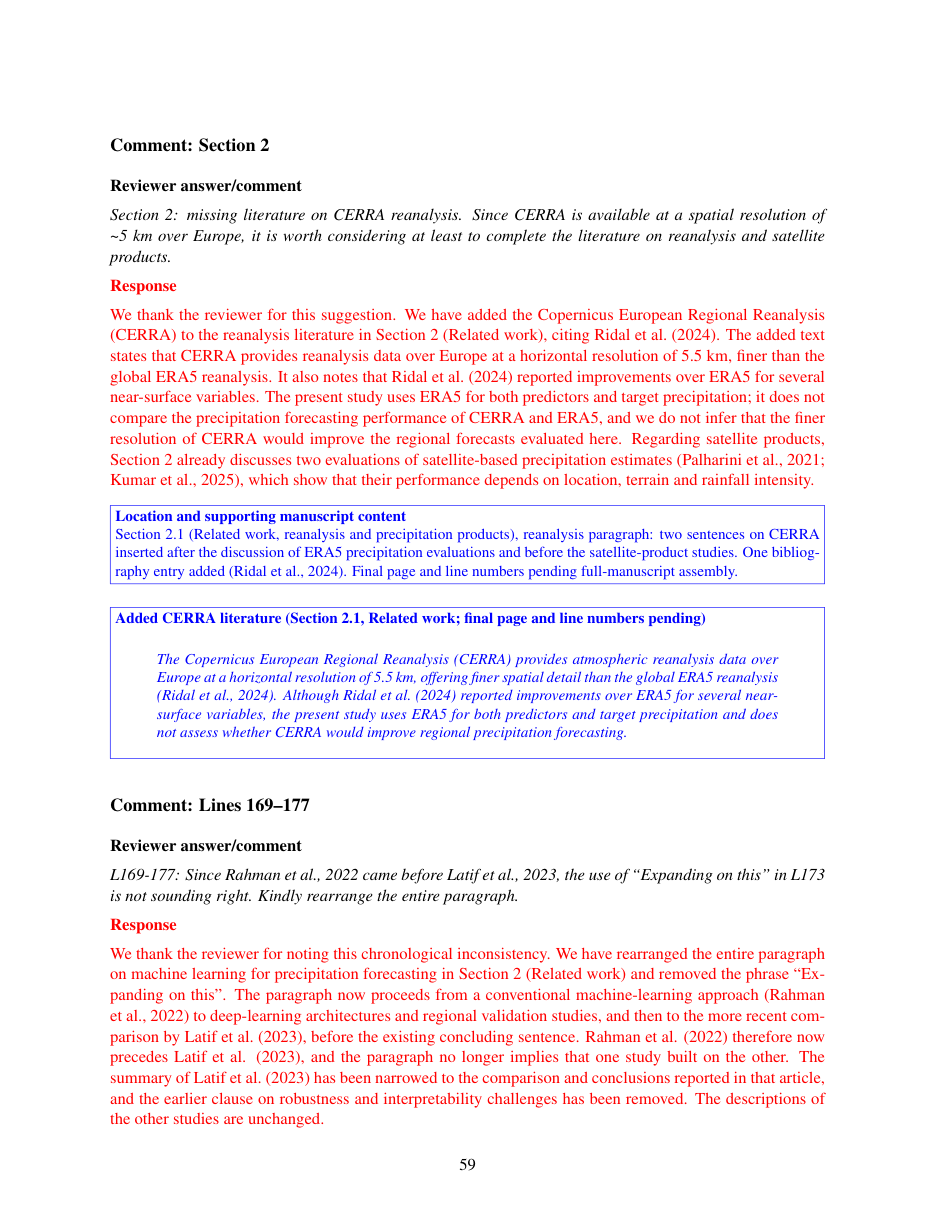 Comment: Section 2
Reviewer answer/comment
Section 2: missing literature on CERRA reanalysis. Since CERRA is available at a spatial resolution of
~5 km over Europe, it is worth considering at least to complete the literature on reanalysis and satellite
products.
Response
We thank the reviewer for this suggestion. We have added the Copernicus European Regional Reanalysis
(CERRA) to the reanalysis literature in Section 2 (Related work), citing Ridal et al. (2024). The added text
states that CERRA provides reanalysis data over Europe at a horizontal resolution of 5.5 km, finer than the
global ERA5 reanalysis. It also notes that Ridal et al. (2024) reported improvements over ERA5 for several
near-surface variables. The present study uses ERA5 for both predictors and target precipitation; it does not
compare the precipitation forecasting performance of CERRA and ERA5, and we do not infer that the finer
resolution of CERRA would improve the regional forecasts evaluated here. Regarding satellite products,
Section 2 already discusses two evaluations of satellite-based precipitation estimates (Palharini et al., 2021;
Kumar et al., 2025), which show that their performance depends on location, terrain and rainfall intensity.
Location and supporting manuscript content
Section 2.1 (Related work, reanalysis and precipitation products), reanalysis paragraph: two sentences on CERRA
inserted after the discussion of ERA5 precipitation evaluations and before the satellite-product studies. One bibliog-
raphy entry added (Ridal et al., 2024). Final page and line numbers pending full-manuscript assembly.
Added CERRA literature (Section 2.1, Related work; final page and line numbers pending)
The Copernicus European Regional Reanalysis (CERRA) provides atmospheric reanalysis data over
Europe at a horizontal resolution of 5.5 km, offering finer spatial detail than the global ERA5 reanalysis
(Ridal et al., 2024). Although Ridal et al. (2024) reported improvements over ERA5 for several near-
surface variables, the present study uses ERA5 for both predictors and target precipitation and does
not assess whether CERRA would improve regional precipitation forecasting.
Comment: Lines 169–177
Reviewer answer/comment
L169-177: Since Rahman et al., 2022 came before Latif et al., 2023, the use of “Expanding on this” in L173
is not sounding right. Kindly rearrange the entire paragraph.
Response
We thank the reviewer for noting this chronological inconsistency. We have rearranged the entire paragraph
on machine learning for precipitation forecasting in Section 2 (Related work) and removed the phrase “Ex-
panding on this”. The paragraph now proceeds from a conventional machine-learning approach (Rahman
et al., 2022) to deep-learning architectures and regional validation studies, and then to the more recent com-
parison by Latif et al. (2023), before the existing concluding sentence. Rahman et al. (2022) therefore now
precedes Latif et al. (2023), and the paragraph no longer implies that one study built on the other. The
summary of Latif et al. (2023) has been narrowed to the comparison and conclusions reported in that article,
and the earlier clause on robustness and interpretability challenges has been removed. The descriptions of
the other studies are unchanged.
59